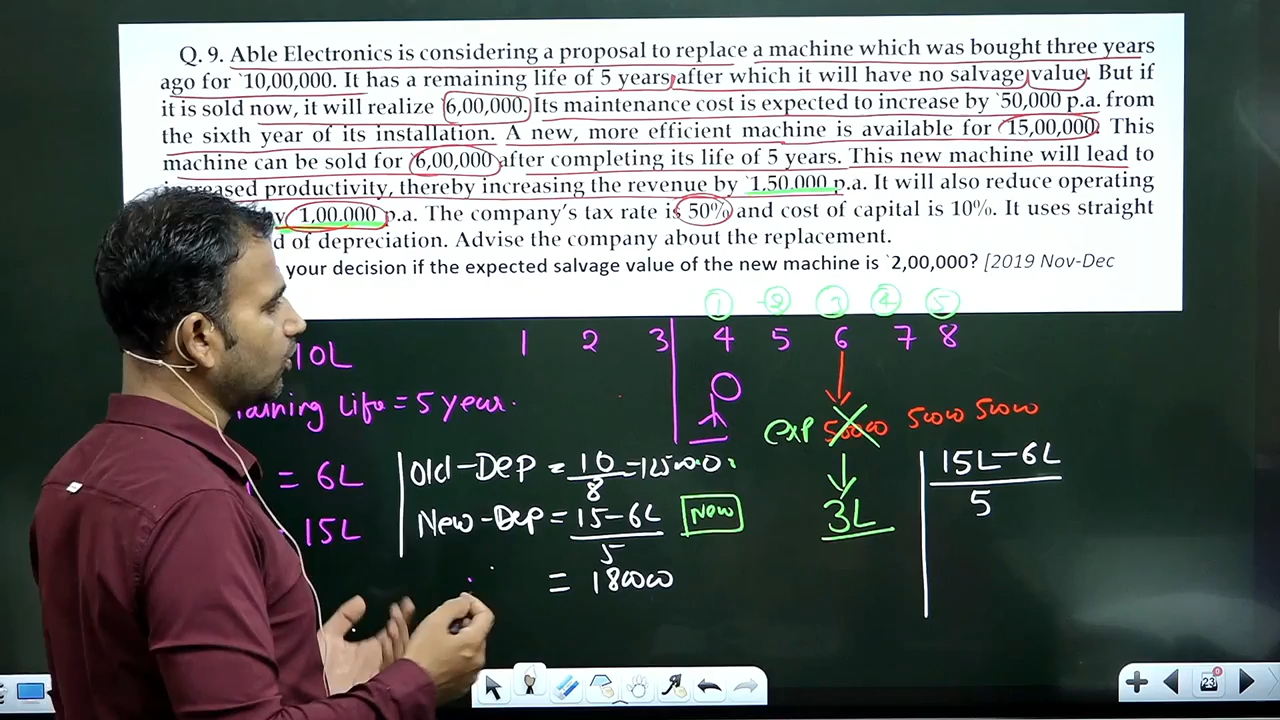 Q. 9. Able Electronics is considering a proposal to replace a machine which was bought three years
ago for `10,00,000. It has a remaining life of 5 years after which it will have no salvage value. But if
it is sold now, it will realize `6,00,000. Its maintenance cost is expected to increase by `50,000 p.a. from
the sixth year of its installation. A new, more efficient machine is available for `15,00,000. This
machine can be sold for `6,00,000 after completing its life of 5 years. This new machine will lead to
increased productivity, thereby increasing the revenue by `1,50,000 p.a. It will also reduce operating
1,00,000 p.a. The company's tax rate is 50% and cost of capital is 10%. It uses straight
d of depreciation. Advise the company about the replacement.
your decision if the expected salvage value of the new machine is `2,00,000? [2019 Nov-Dec
1 2 3 4 5
10L 1 2 3 4 5 6 7 8
Life = 5 year.
exp 50000 50000 50000
= 6L Old-Dep = 10/8 = 125000 15L-6L/5
15L New-Dep = 15-6L/5 New 3L
= 180000
23